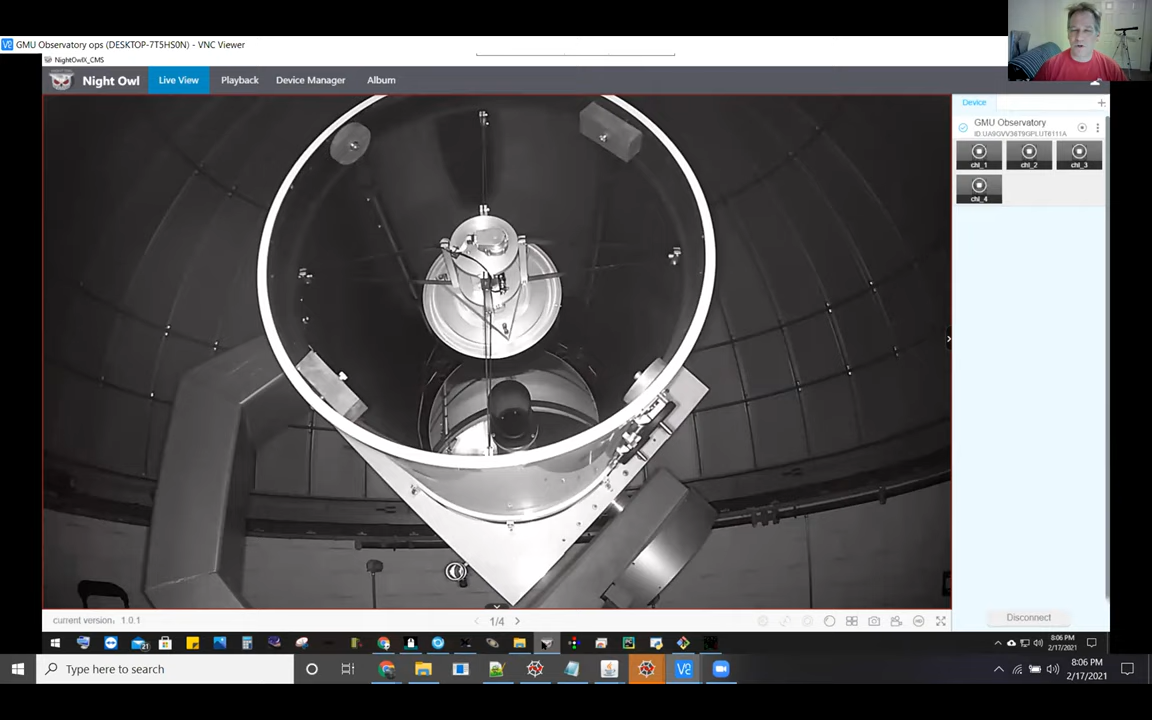 GMU Observatory ops (DESKTOP-7T5HS0N) - VNC Viewer
NightOwlX_CMS
Night Owl
Live View
Playback
Device Manager
Album
Device
+
GMU Observatory
chl_1
chl_2
chl_3
chl_4
current version: 1.0.1
1/4
Disconnect
8:06 PM
2/17/2021
Type here to search
8:06 PM
2/17/2021